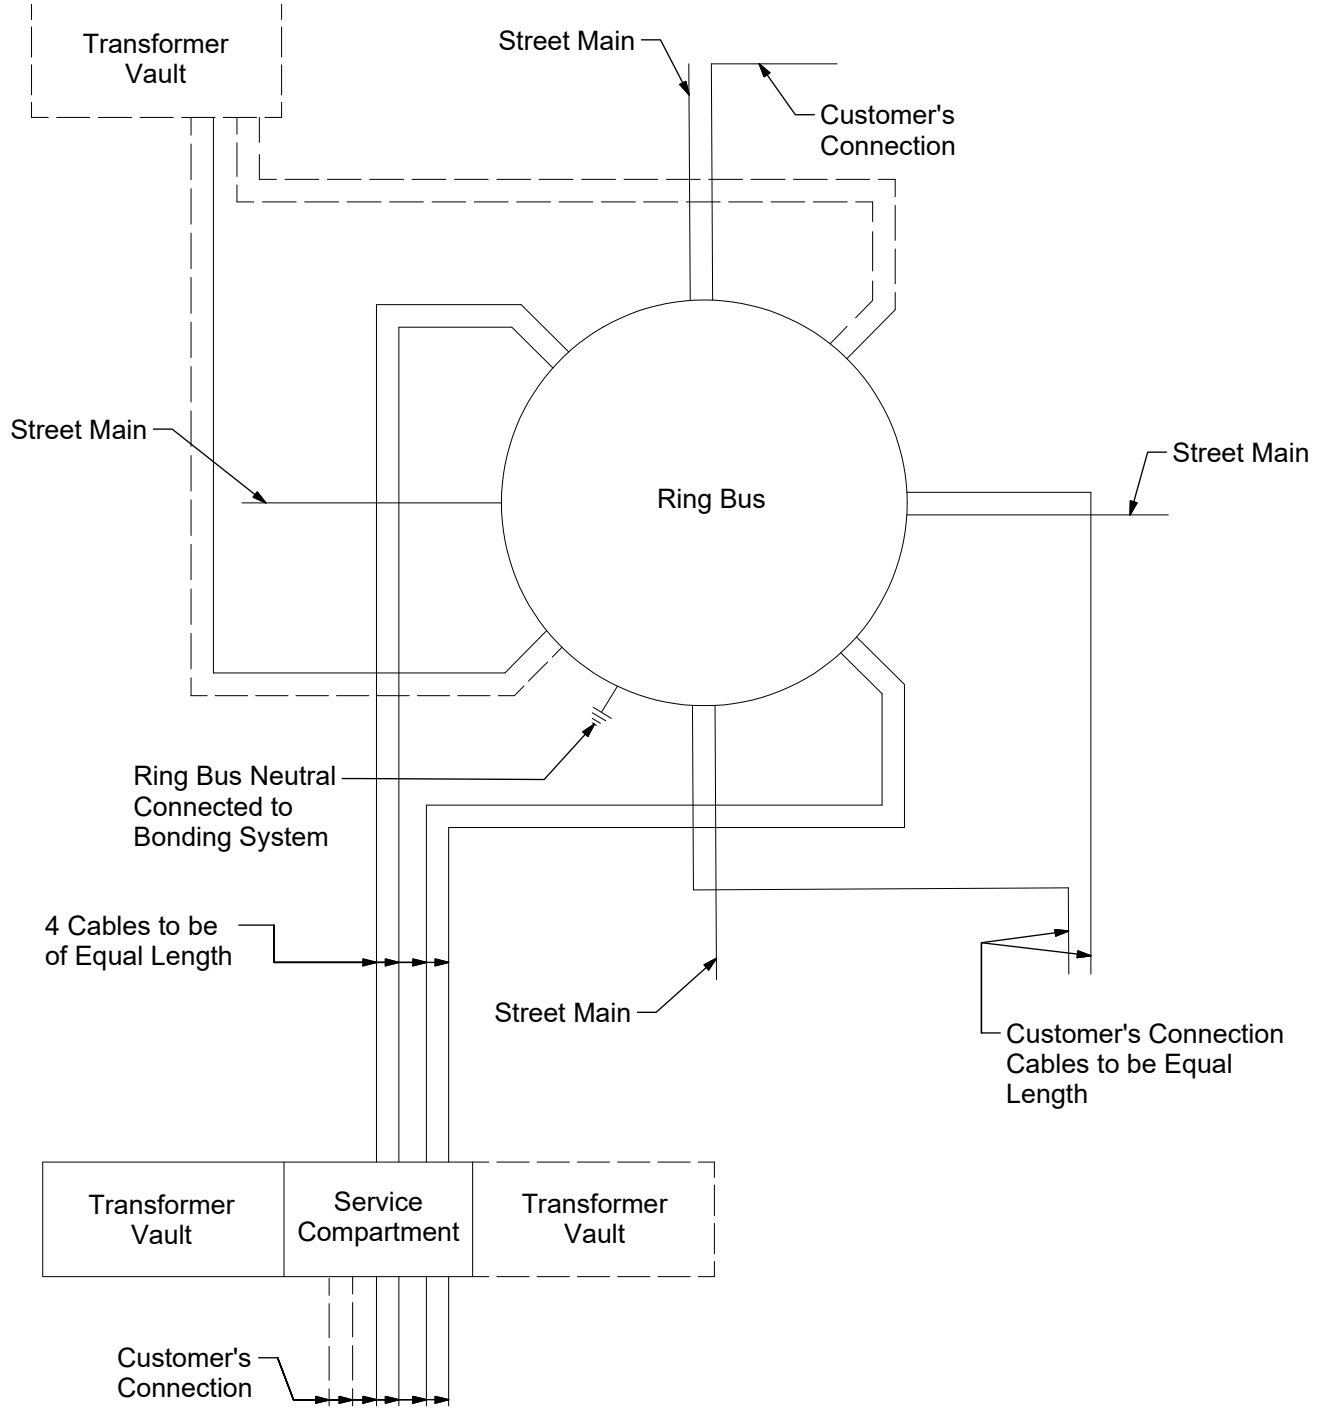 Transformer
Vault
Street Main
Customer's
Connection
Street Main
Street Main
Ring Bus
Ring Bus Neutral
Connected to
Bonding System
4 Cables to be
of Equal Length
Street Main
Customer's Connection
Cables to be Equal
Length
Transformer
Vault
Service
Compartment
Transformer
Vault
Customer's
Connection